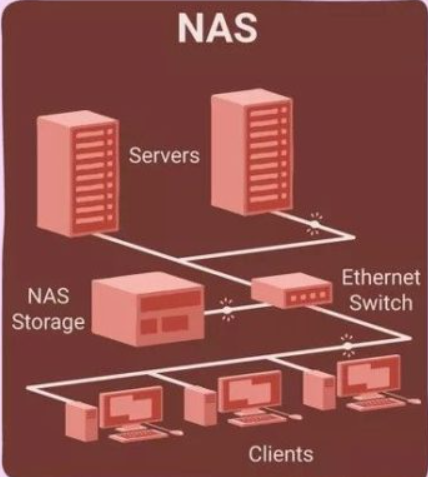 NAS
Servers
NAS
Storage
Ethernet
Switch
Clients